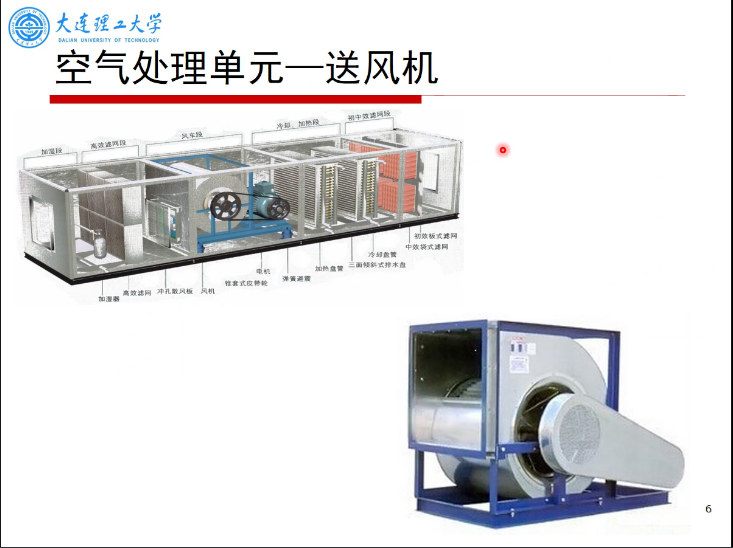 大连理工大学
DALIAN UNIVERSITY OF TECHNOLOGY
空气处理单元—送风机
加湿段
高效滤网段
风车段
冷却、加热段
初中效滤网段
初效板式滤网
中效袋式滤网
冷却盘管
三面倾斜式排水盘
加热盘管
弹簧避震
电机
锥套式皮带轮
风机
冲孔散风板
高效滤网
加湿器
6